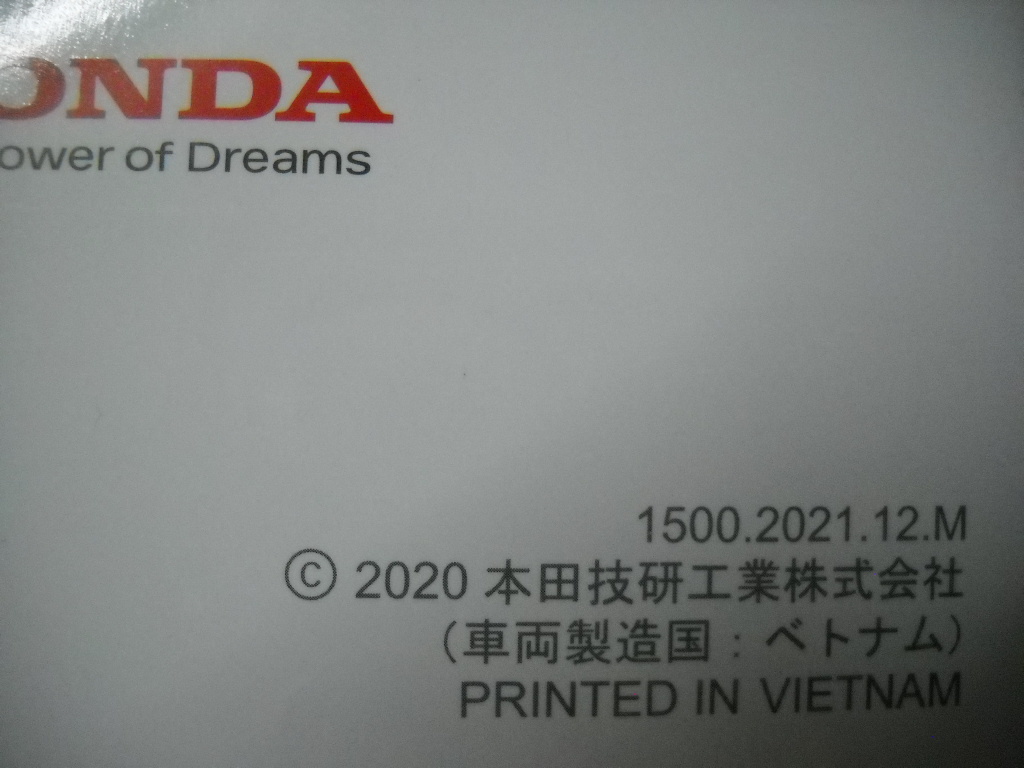 ONDA
ower of Dreams
1500.2021.12.M
© 2020 本田技研工業株式会社
（車両製造国：ベトナム）
PRINTED IN VIETNAM